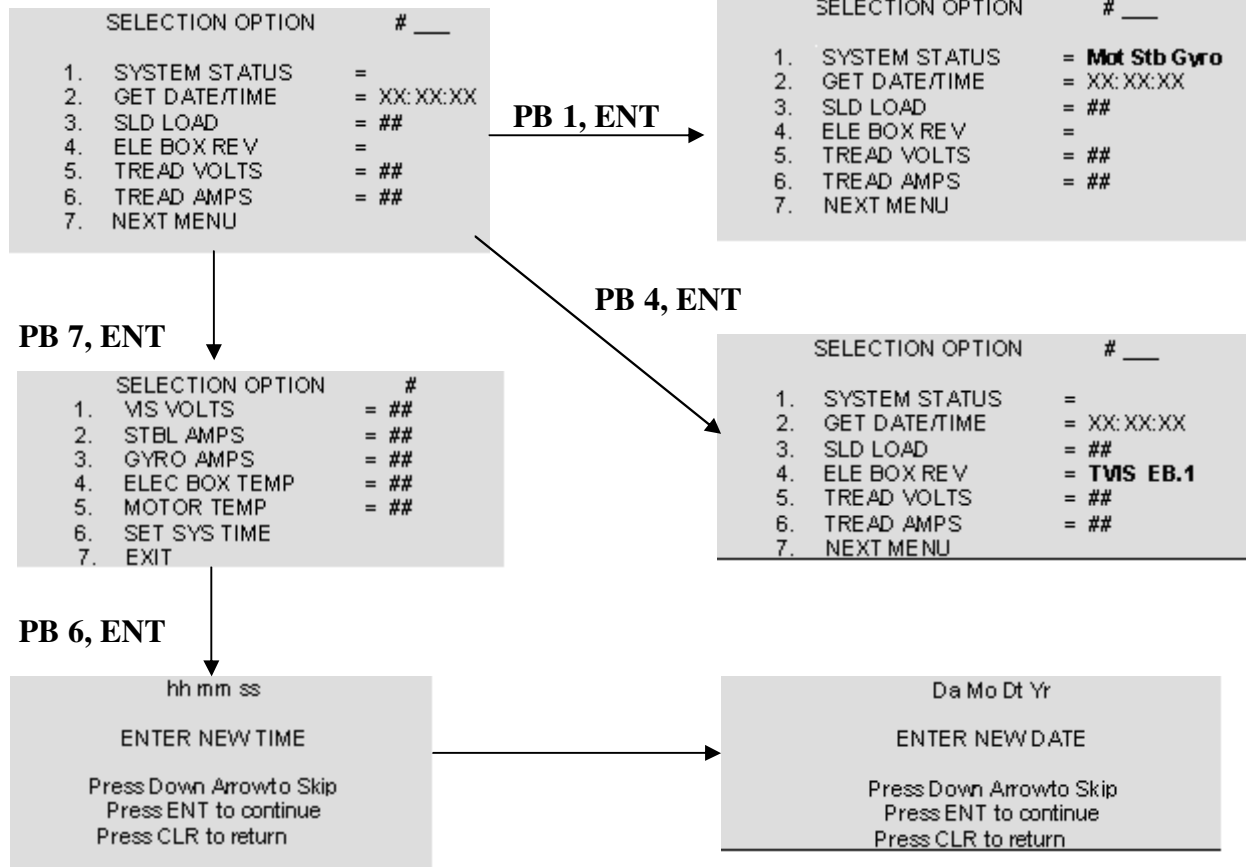 SELECTION OPTION # ___
1. SYSTEM STATUS =
2. GET DATE/TIME = XX:XX:XX
3. SLD LOAD = ##
4. ELE BOX REV =
5. TREAD VOLTS = ##
6. TREAD AMPS = ##
7. NEXT MENU
PB 1, ENT
SELECTION OPTION # ___
1. SYSTEM STATUS = Mot Stb Gyro
2. GET DATE/TIME = XX:XX:XX
3. SLD LOAD = ##
4. ELE BOX REV =
5. TREAD VOLTS = ##
6. TREAD AMPS = ##
7. NEXT MENU
PB 4, ENT
SELECTION OPTION # ___
1. SYSTEM STATUS =
2. GET DATE/TIME = XX:XX:XX
3. SLD LOAD = ##
4. ELE BOX REV = TVIS EB.1
5. TREAD VOLTS = ##
6. TREAD AMPS = ##
7. NEXT MENU
PB 7, ENT
SELECTION OPTION #
1. VIS VOLTS = ##
2. STBL AMPS = ##
3. GYRO AMPS = ##
4. ELEC BOX TEMP = ##
5. MOTOR TEMP = ##
6. SET SYS TIME
7. EXIT
PB 6, ENT
hh mm ss
ENTER NEW TIME
Press Down Arrowto Skip
Press ENT to continue
Press CLR to return
Da Mo Dt Yr
ENTER NEW DATE
Press Down Arrowto Skip
Press ENT to continue
Press CLR to return